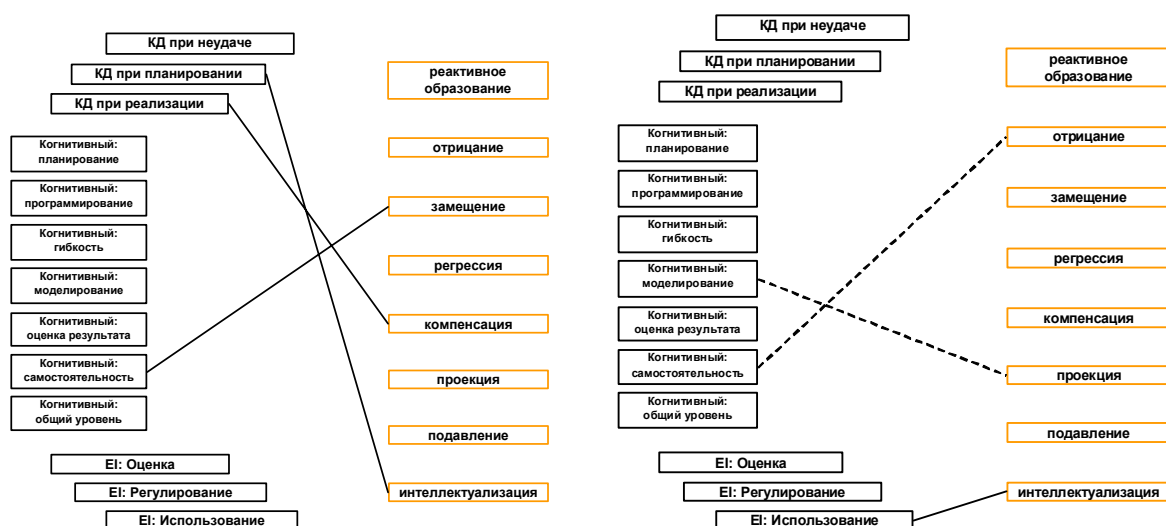 КД при неудаче
КД при планировании
КД при реализации
Когнитивный:
планирование
Когнитивный:
программирование
Когнитивный:
гибкость
Когнитивный:
моделирование
Когнитивный:
оценка результата
Когнитивный:
самостоятельность
Когнитивный:
общий уровень
EI: Оценка
EI: Регулирование
EI: Использование
реактивное
образование
отрицание
замещение
регрессия
компенсация
проекция
подавление
интеллектуализация
КД при неудаче
КД при планировании
КД при реализации
Когнитивный:
планирование
Когнитивный:
программирование
Когнитивный:
гибкость
Когнитивный:
моделирование
Когнитивный:
оценка результата
Когнитивный:
самостоятельность
Когнитивный:
общий уровень
EI: Оценка
EI: Регулирование
EI: Использование
реактивное
образование
отрицание
замещение
регрессия
компенсация
проекция
подавление
интеллектуализация